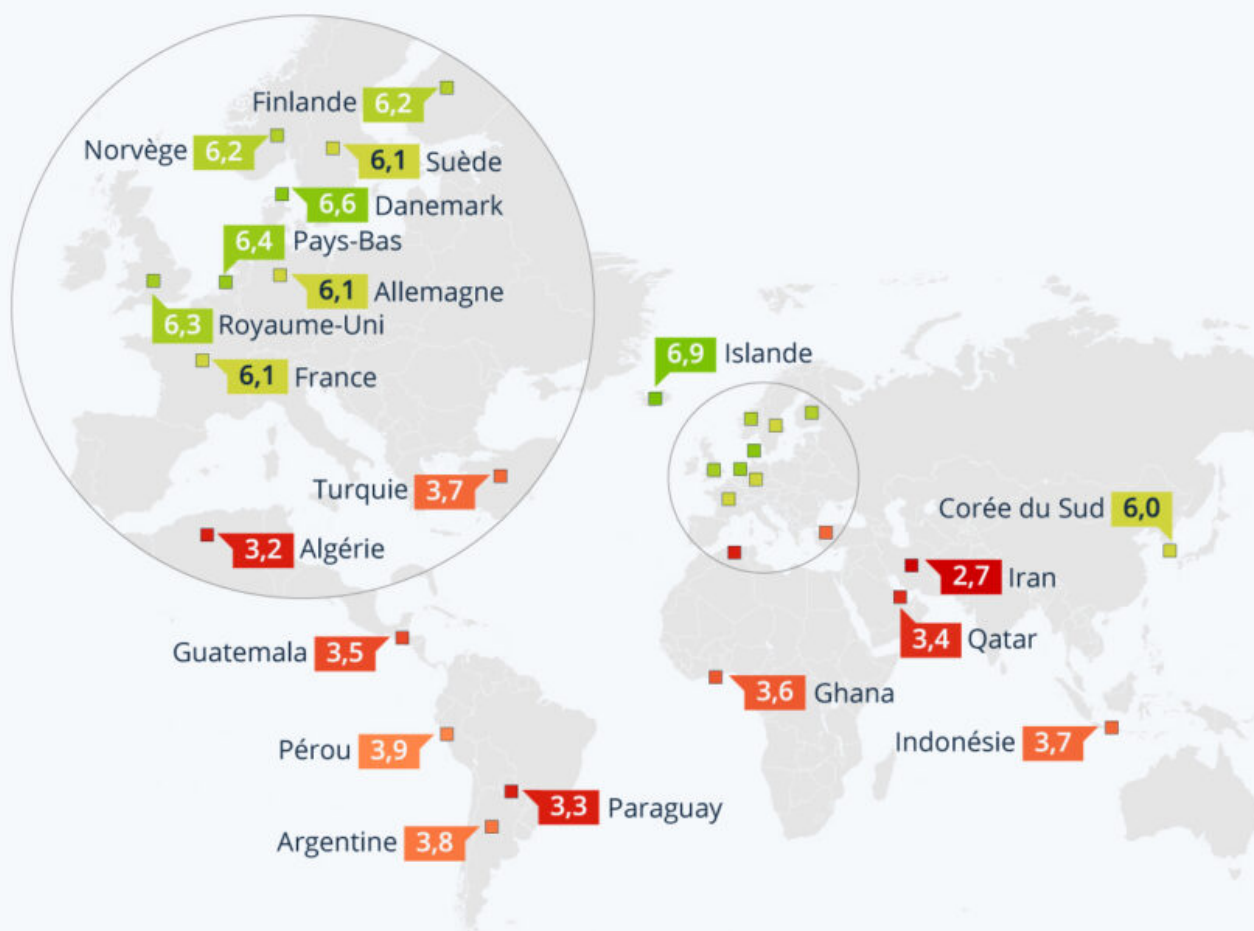 Finlande 6,2
Norvège 6,2
6,1 Suède
6,6 Danemark
6,4 Pays-Bas
6,1 Allemagne
6,3 Royaume-Uni
6,9 Islande
6,1 France
Turquie 3,7
Corée du Sud 6,0
3,2 Algérie
2,7 Iran
3,4 Qatar
Guatemala 3,5
3,6 Ghana
Pérou 3,9
Indonésie 3,7
3,3 Paraguay
Argentine 3,8